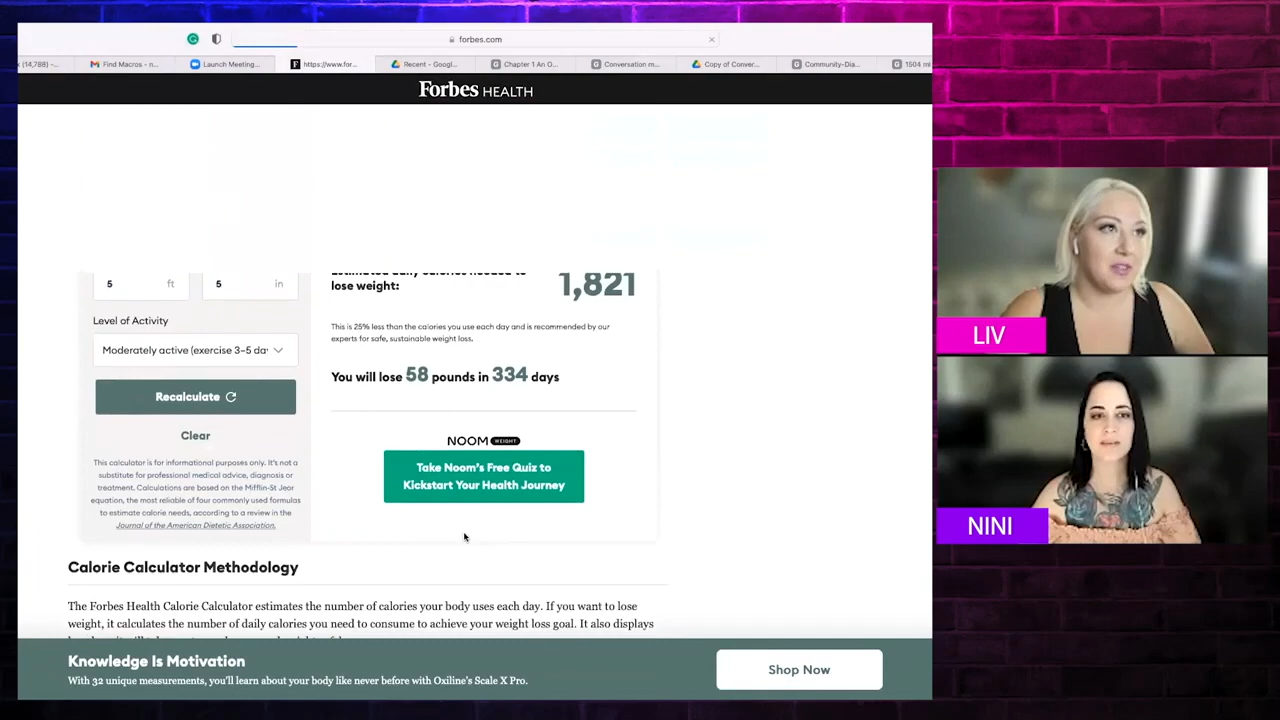 forbes.com
(14,788) -...
Find Macros - n...
Launch Meeting...
https://www.for...
Recent - Googl...
Chapter 1 An O...
Conversation m...
Copy of Conver...
Community-Dia...
1504 ml
Forbes HEALTH
Estimated daily calories needed to
lose weight:
1,821
5 ft
5 in
This is 25% less than the calories you use each day and is recommended by our
experts for safe, sustainable weight loss.
Level of Activity
Moderately active (exercise 3–5 da
You will lose 58 pounds in 334 days
Recalculate
Clear
NOOM WEIGHT
Take Noom's Free Quiz to
Kickstart Your Health Journey
This calculator is for informational purposes only. It's not a
substitute for professional medical advice, diagnosis or
treatment. Calculations are based on the Mifflin-St Jeor
equation, the most reliable of four commonly used formulas
to estimate calorie needs, according to a review in the
Journal of the American Dietetic Association.
Calorie Calculator Methodology
The Forbes Health Calorie Calculator estimates the number of calories your body uses each day. If you want to lose
weight, it calculates the number of daily calories you need to consume to achieve your weight loss goal. It also displays
Knowledge Is Motivation
With 32 unique measurements, you'll learn about your body like never before with Oxiline's Scale X Pro.
Shop Now
LIV
NINI